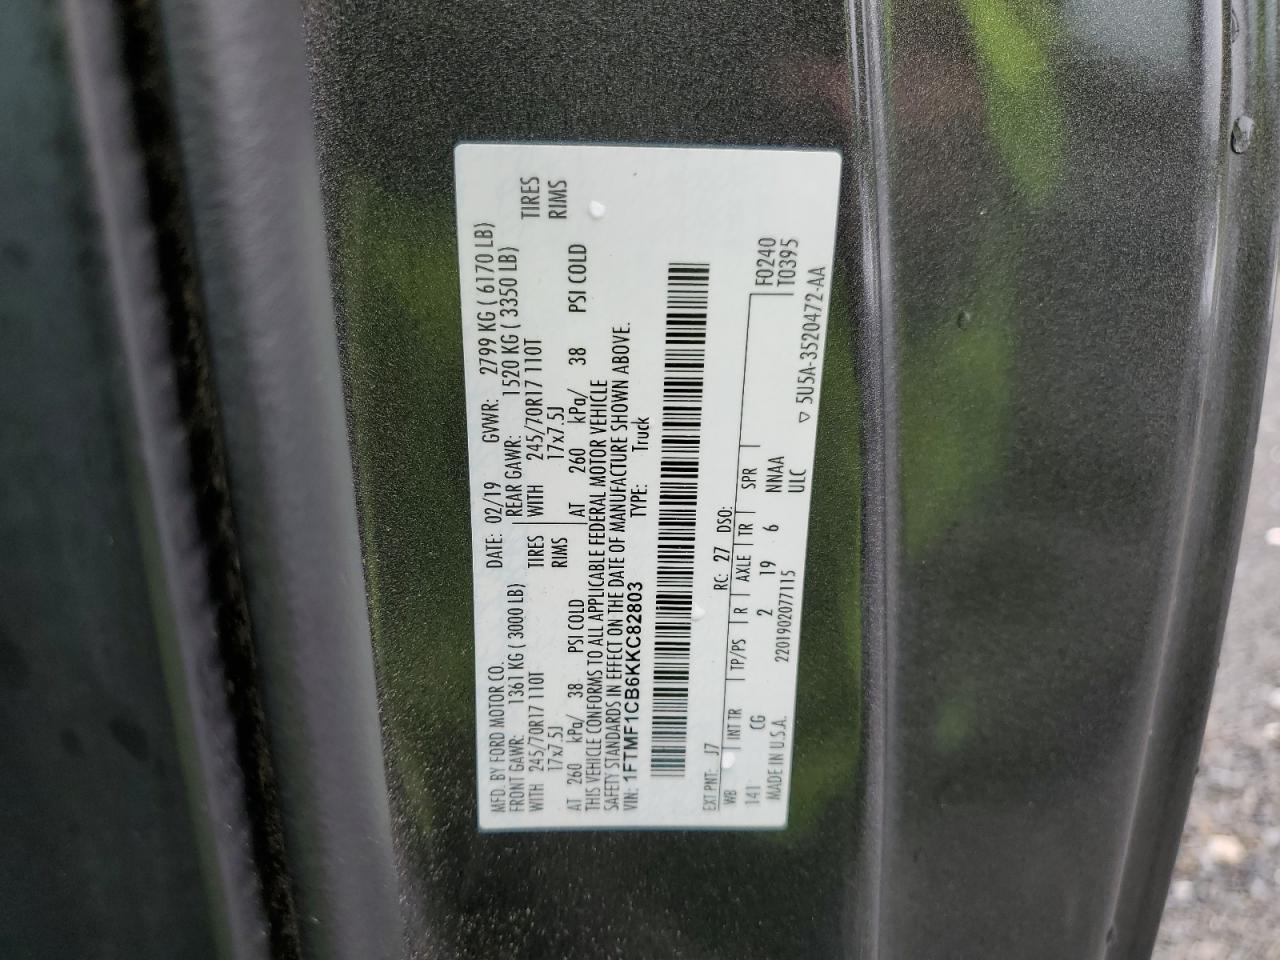 MFD. BY FORD MOTOR CO.
DATE: 02/19 GVWR: 2799 KG ( 6170 LB)
FRONT GAWR: 1361 KG ( 3000 LB) REAR GAWR: 1520 KG ( 3350 LB)
WITH 245/70R17 110T TIRES WITH 245/70R17 110T TIRES
17x7.5J RIMS 17x7.5J RIMS
AT 260 kPa/ 38 PSI COLD AT 260 kPa/ 38 PSI COLD
THIS VEHICLE CONFORMS TO ALL APPLICABLE FEDERAL MOTOR VEHICLE
SAFETY STANDARDS IN EFFECT ON THE DATE OF MANUFACTURE SHOWN ABOVE.
VIN: 1FTMF1CB6KKC82803 TYPE: Truck
EXT PNT: J7 RC: 27 DSO:
WB INT TR TP/PS R AXLE TR SPR F0240
141 CG 2 19 6 NNAA T0395
MADE IN U.S.A. 2201902077115 ULC
▽ 5U5A-3520472-AA